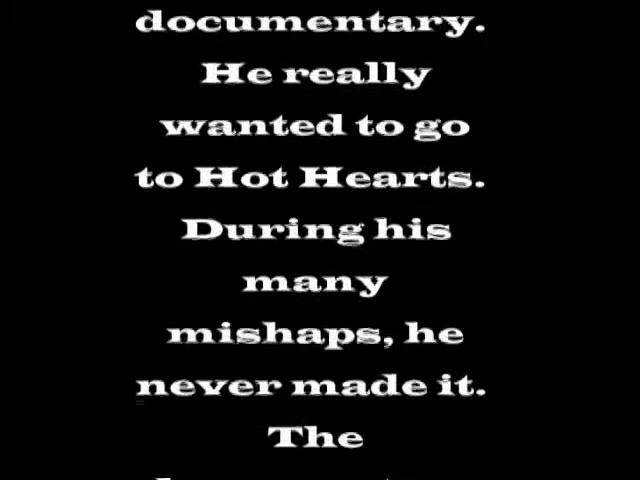 documentary.
He really
wanted to go
to Hot Hearts.
During his
many
mishaps, he
never made it.
The